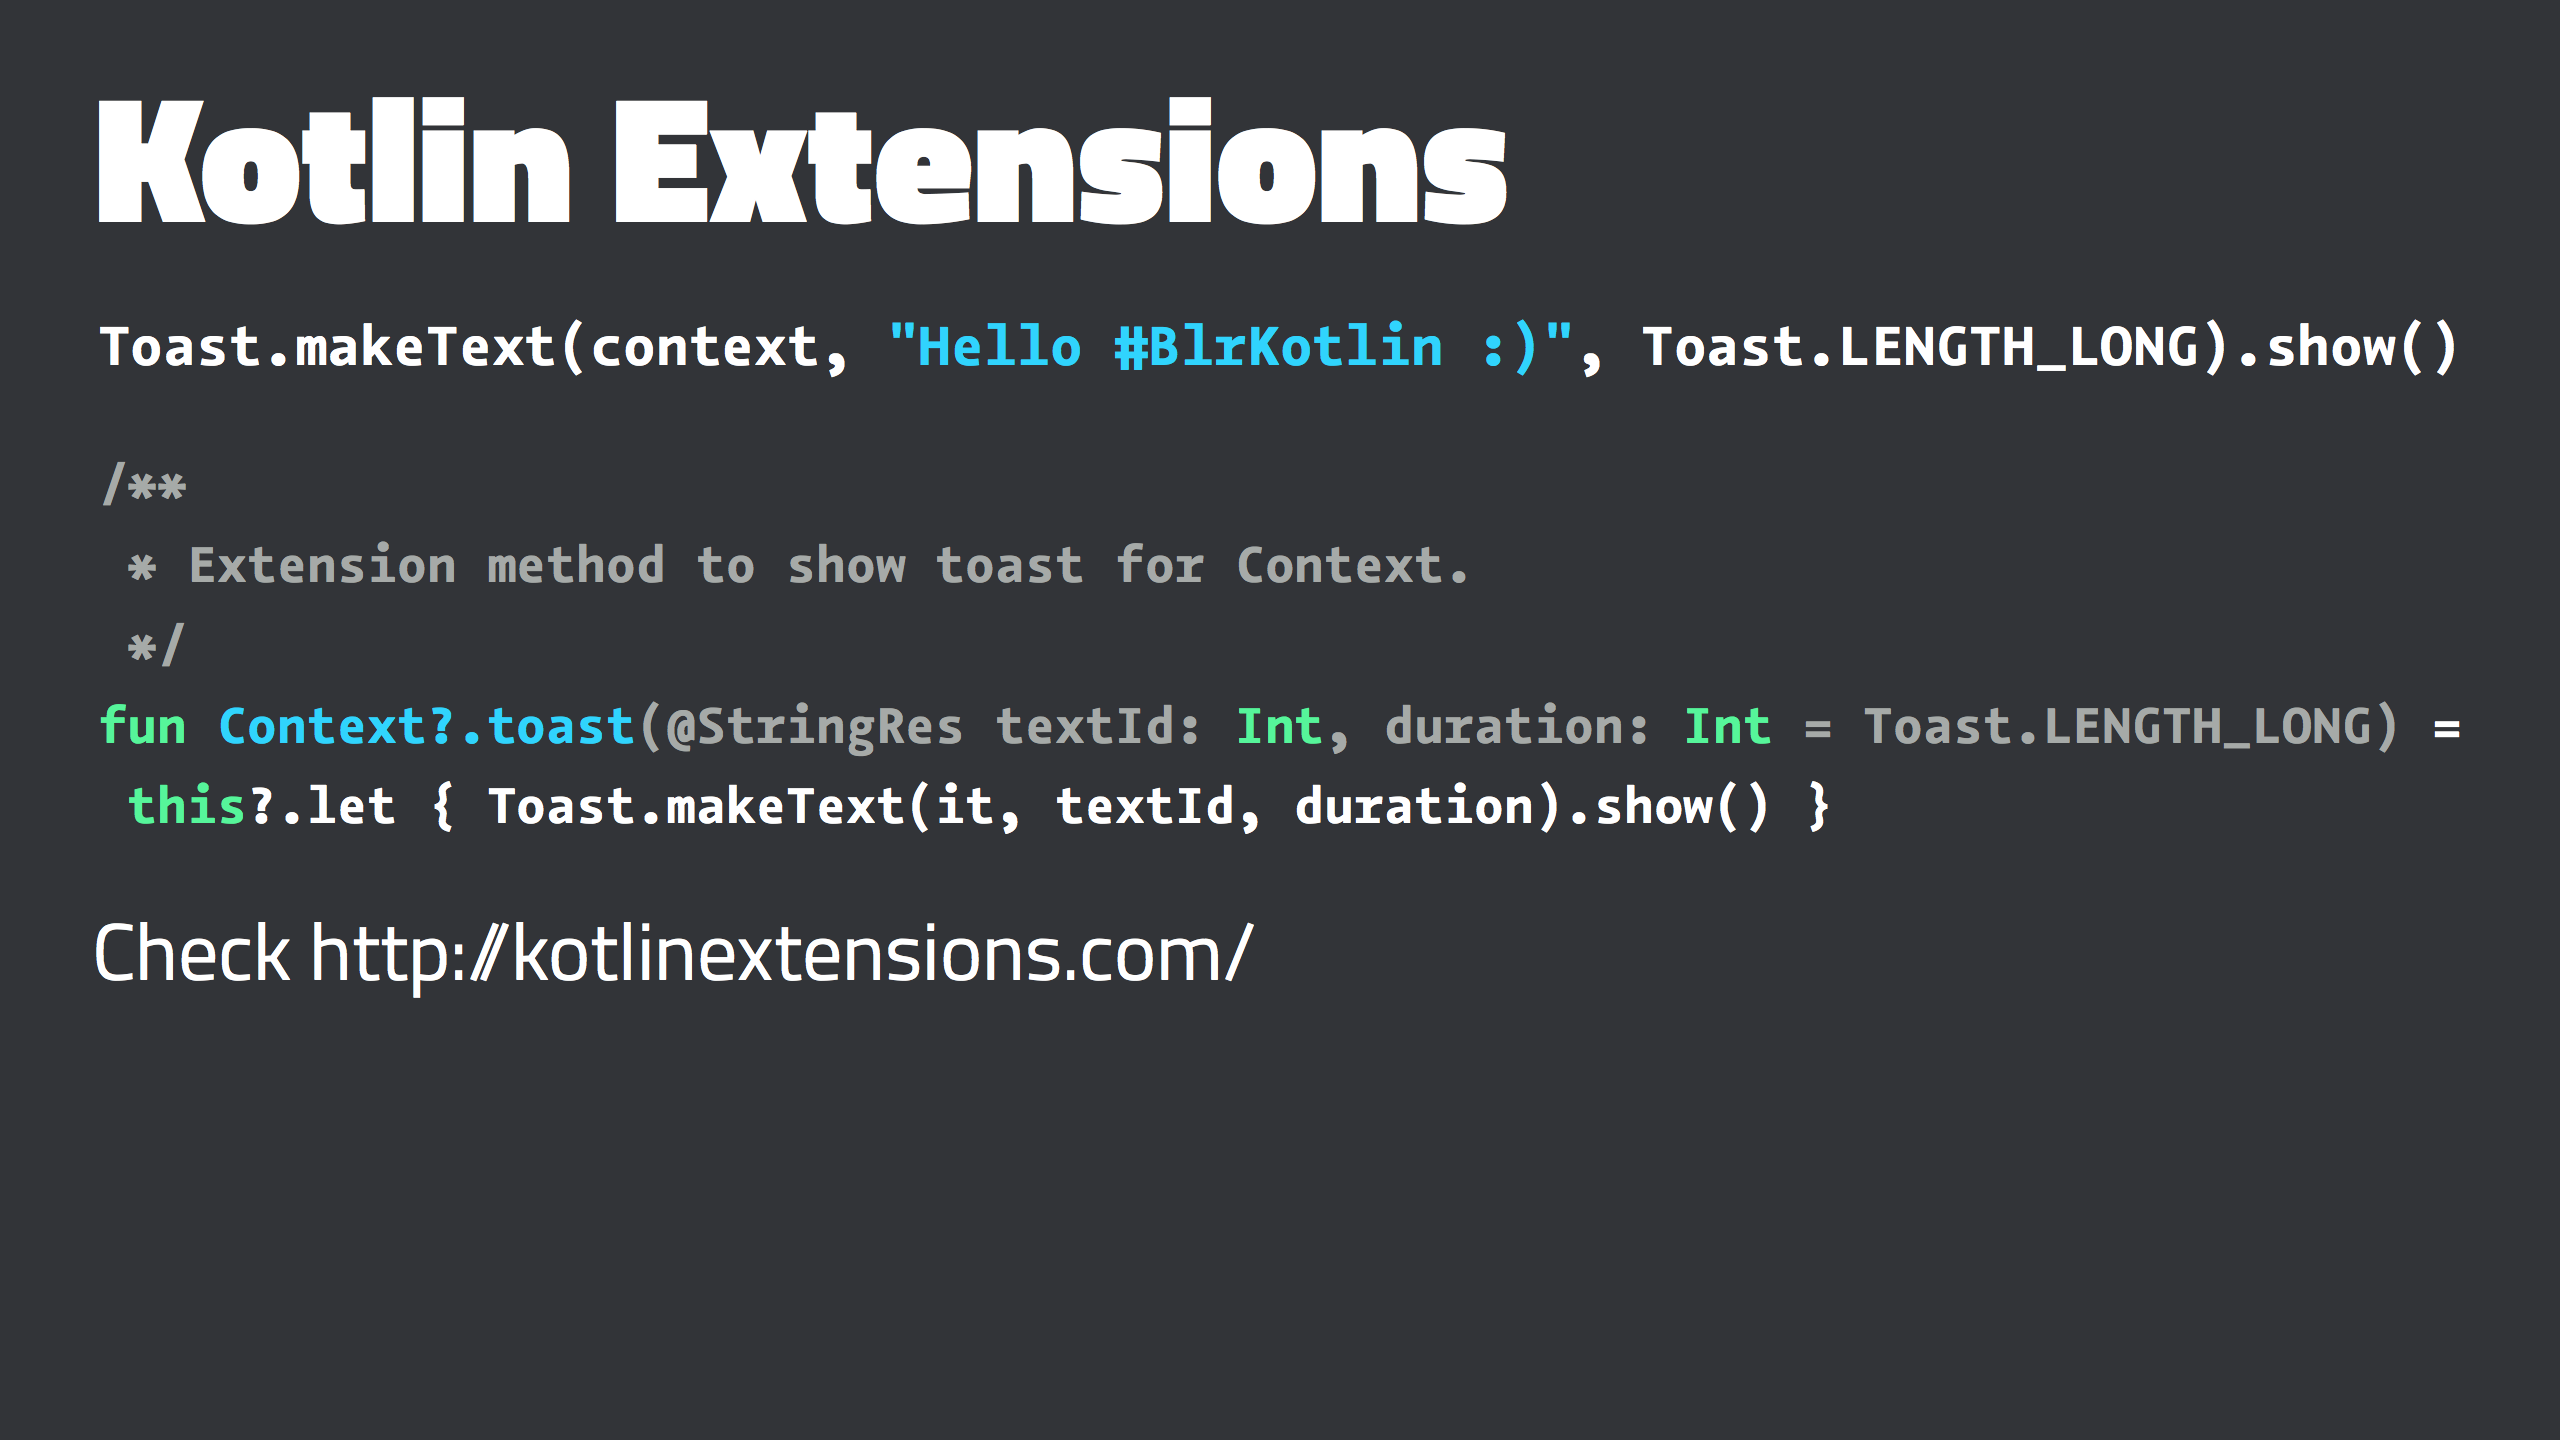 Kotlin Extensions
Toast.makeText(context, "Hello #BlrKotlin :)", Toast.LENGTH_LONG).show()
/**
 * Extension method to show toast for Context.
 */
fun Context?.toast(@StringRes textId: Int, duration: Int = Toast.LENGTH_LONG) =
 this?.let { Toast.makeText(it, textId, duration).show() }
Check http://kotlinextensions.com/